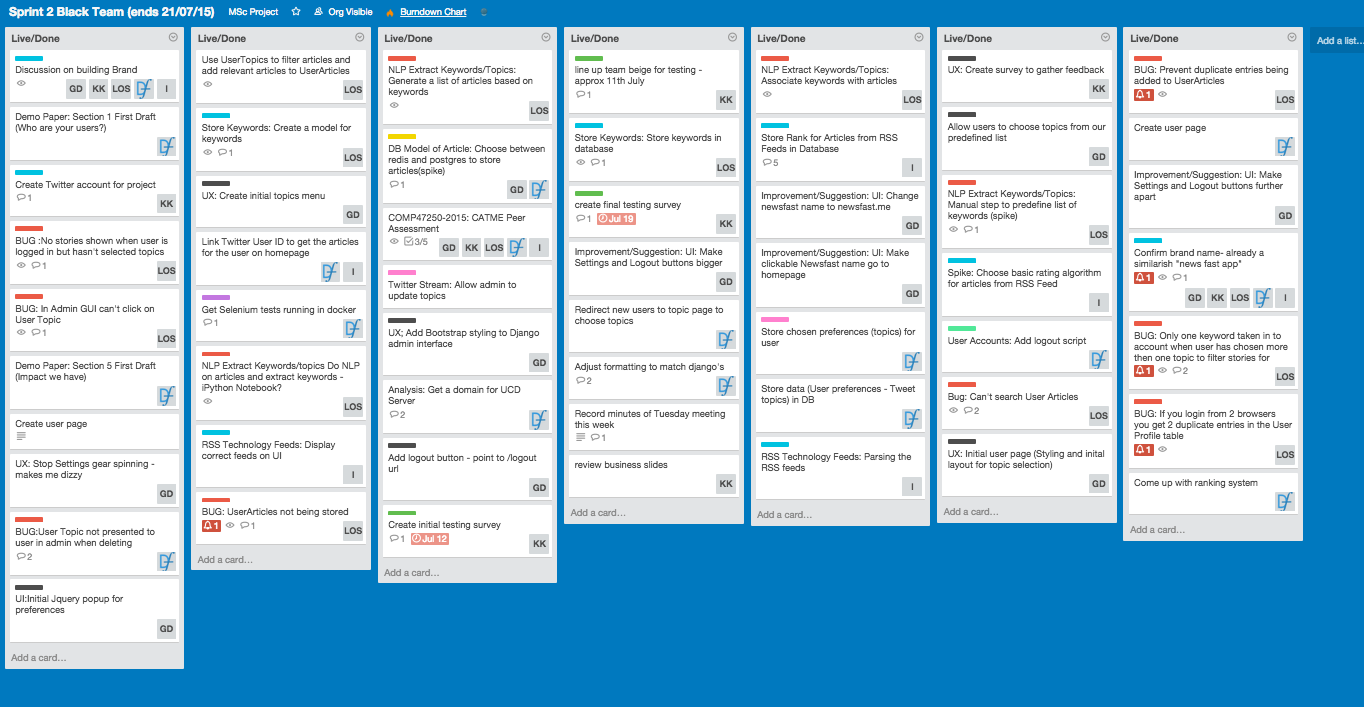 Sprint 2 Black Team (ends 21/07/15) MSc Project Org Visible Burndown Chart
Live/Done
Discussion on building Brand
GD KK LOS I
Demo Paper: Section 1 First Draft
(Who are your users?)
Create Twitter account for project
1
KK
BUG :No stories shown when user is
logged in but hasn't selected topics
1
LOS
BUG: In Admin GUI can't click on
User Topic
1
LOS
Demo Paper: Section 5 First Draft
(Impact we have)
Create user page
UX: Stop Settings gear spinning -
makes me dizzy
GD
BUG:User Topic not presented to
user in admin when deleting
2
UI:Initial Jquery popup for
preferences
GD
Add a card...
Live/Done
Use UserTopics to filter articles and
add relevant articles to UserArticles
LOS
Store Keywords: Create a model for
keywords
1
LOS
UX: Create initial topics menu
GD
Link Twitter User ID to get the articles
for the user on homepage
I
Get Selenium tests running in docker
1
NLP Extract Keywords/topics Do NLP
on articles and extract keywords -
iPython Notebook?
LOS
RSS Technology Feeds: Display
correct feeds on UI
I
BUG: UserArticles not being stored
1 1
LOS
Add a card...
Live/Done
NLP Extract Keywords/Topics:
Generate a list of articles based on
keywords
LOS
DB Model of Article: Choose between
redis and postgres to store
articles(spike)
1
GD
COMP47250-2015: CATME Peer
Assessment
3/5
GD KK LOS I
Twitter Stream: Allow admin to
update topics
UX; Add Bootstrap styling to Django
admin interface
GD
Analysis: Get a domain for UCD
Server
2
Add logout button - point to /logout
url
GD
Create initial testing survey
1 Jul 12
KK
Add a card...
Live/Done
line up team beige for testing -
approx 11th July
1
KK
Store Keywords: Store keywords in
database
1
LOS
create final testing survey
1 Jul 19
KK
Improvement/Suggestion: UI: Make
Settings and Logout buttons bigger
GD
Redirect new users to topic page to
choose topics
Adjust formatting to match django's
2
Record minutes of Tuesday meeting
this week
1
review business slides
KK
Add a card...
Live/Done
NLP Extract Keywords/Topics:
Associate keywords with articles
LOS
Store Rank for Articles from RSS
Feeds in Database
5
I
Improvement/Suggestion: UI: Change
newsfast name to newsfast.me
GD
Improvement/Suggestion: UI: Make
clickable Newsfast name go to
homepage
GD
Store chosen preferences (topics) for
user
Store data (User preferences - Tweet
topics) in DB
RSS Technology Feeds: Parsing the
RSS feeds
I
Add a card...
Live/Done
UX: Create survey to gather feedback
KK
Allow users to choose topics from our
predefined list
GD
NLP Extract Keywords/Topics:
Manual step to predefine list of
keywords (spike)
1
LOS
Spike: Choose basic rating algorithm
for articles from RSS Feed
I
User Accounts: Add logout script
Bug: Can't search User Articles
2
LOS
UX: Initial user page (Styling and inital
layout for topic selection)
GD
Add a card...
Live/Done
BUG: Prevent duplicate entries being
added to UserArticles
1
LOS
Create user page
Improvement/Suggestion: UI: Make
Settings and Logout buttons further
apart
GD
Confirm brand name- already a
similarish "news fast app"
1 1
GD KK LOS I
BUG: Only one keyword taken in to
account when user has chosen more
then one topic to filter stories for
1 2
LOS
BUG: If you login from 2 browsers
you get 2 duplicate entries in the User
Profile table
1
LOS
Come up with ranking system
Add a card...
Add a list...